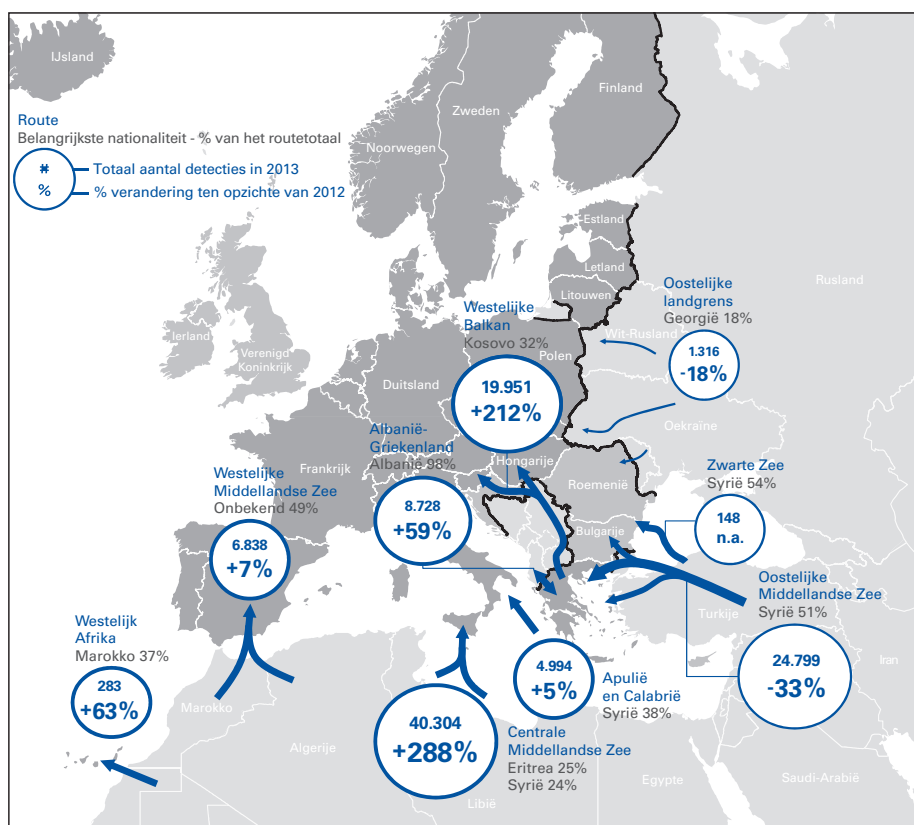 IJsland
Finland
Zweden
Noorwegen
Route
Belangrijkste nationaliteit - % van het routetotaal
# Totaal aantal detecties in 2013
% % verandering ten opzichte van 2012
Estland
Letland
Litouwen
Rusland
Wit-Rusland
Oostelijke
landgrens
Georgië 18%
1.316
-18%
Ierland
Verenigd
Koninkrijk
Westelijke
Balkan
Kosovo 32%
19.951
+212%
Polen
Duitsland
Oekraïne
Albanië-
Griekenland
Albanië 98%
8.728
+59%
Hongarije
Roemenië
Frankrijk
Zwarte Zee
Syrië 54%
148
n.a.
Westelijke
Middellandse Zee
Onbekend 49%
6.838
+7%
Bulgarije
Oostelijke
Middellandse Zee
Syrië 51%
24.799
-33%
Turkije
Iran
Westelijk
Afrika
Marokko 37%
283
+63%
Marokko
Algerije
4.994
+5%
Apulië
en Calabrië
Syrië 38%
40.304
+288%
Centrale
Middellandse Zee
Eritrea 25%
Syrië 24%
Libië
Egypte
Saudi-Arabië